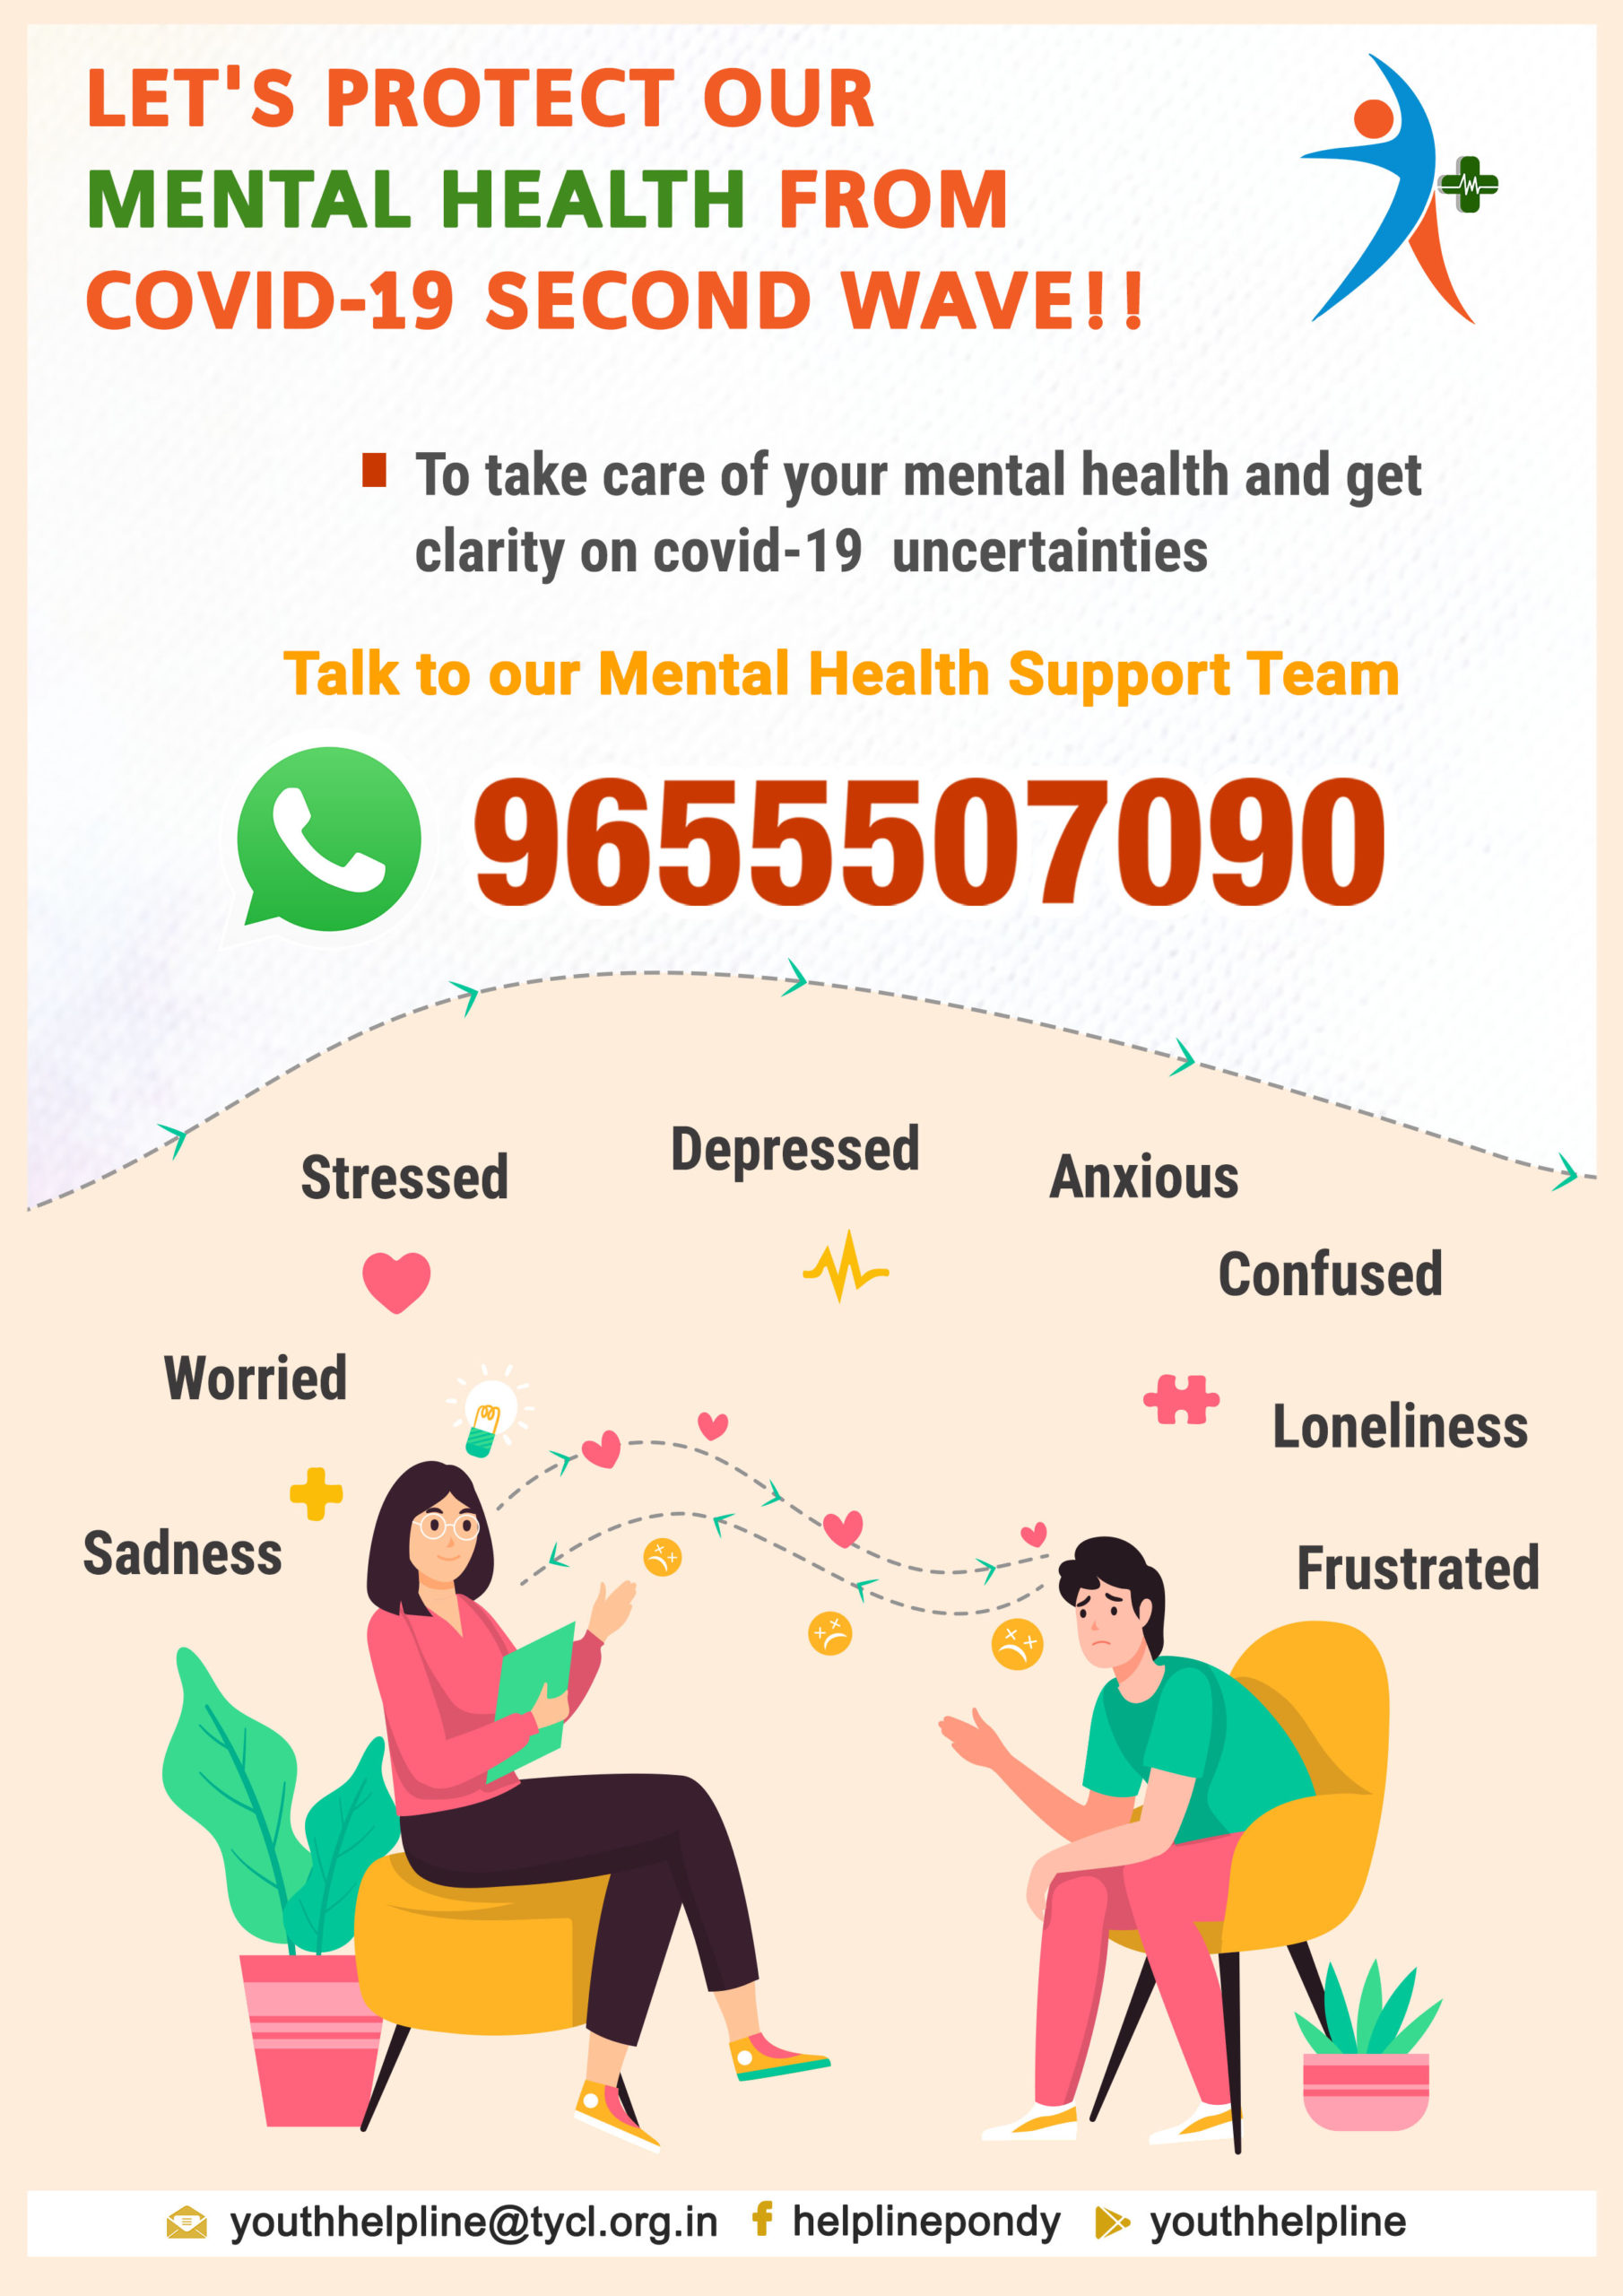 LET'S PROTECT OUR
MENTAL HEALTH FROM
COVID-19 SECOND WAVE!!
To take care of your mental health and get
clarity on covid-19 uncertainties
Talk to our Mental Health Support Team
9655507090
Stressed
Depressed
Anxious
Confused
Worried
Loneliness
Sadness
Frustrated
youthhelpline@tycl.org.in helplinepondy youthhelpline